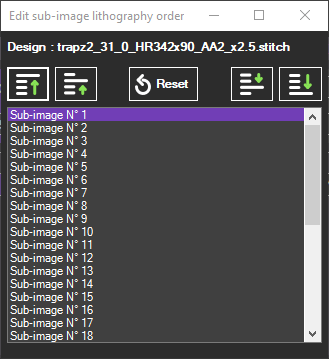 Edit sub-image lithography order
Design : trapz2_31_0_HR342x90_AA2_x2.5.stitch
Reset
Sub-image N° 1
Sub-image N° 2
Sub-image N° 3
Sub-image N° 4
Sub-image N° 5
Sub-image N° 6
Sub-image N° 7
Sub-image N° 8
Sub-image N° 9
Sub-image N° 10
Sub-image N° 11
Sub-image N° 12
Sub-image N° 13
Sub-image N° 14
Sub-image N° 15
Sub-image N° 16
Sub-image N° 17
Sub-image N° 18